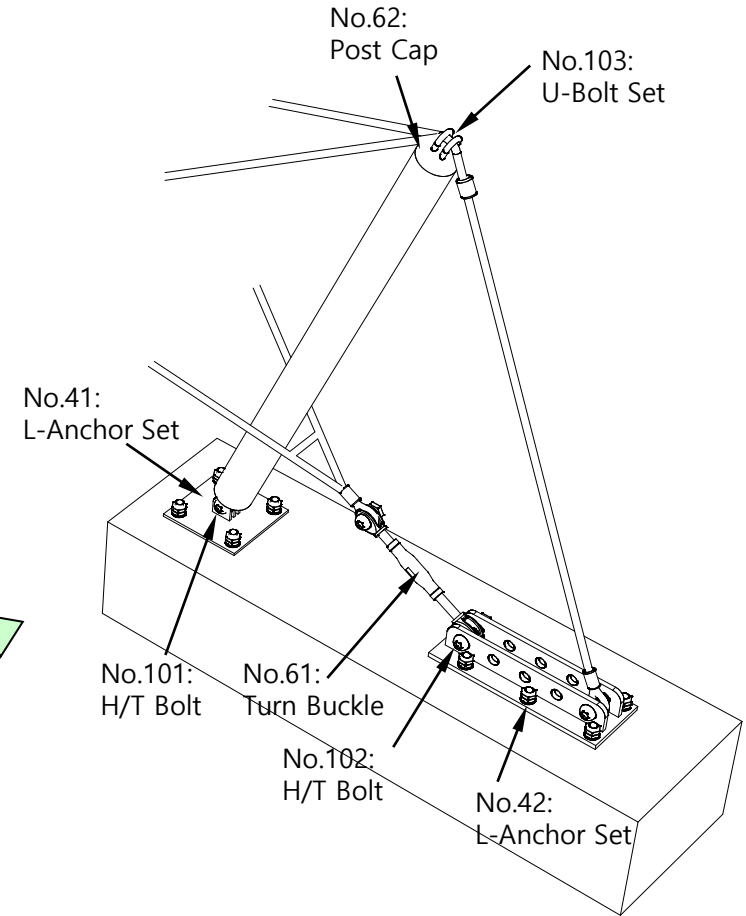 No.62:
Post Cap
No.103:
U-Bolt Set
No.41:
L-Anchor Set
No.101:
H/T Bolt
No.61:
Turn Buckle
No.102:
H/T Bolt
No.42:
L-Anchor Set